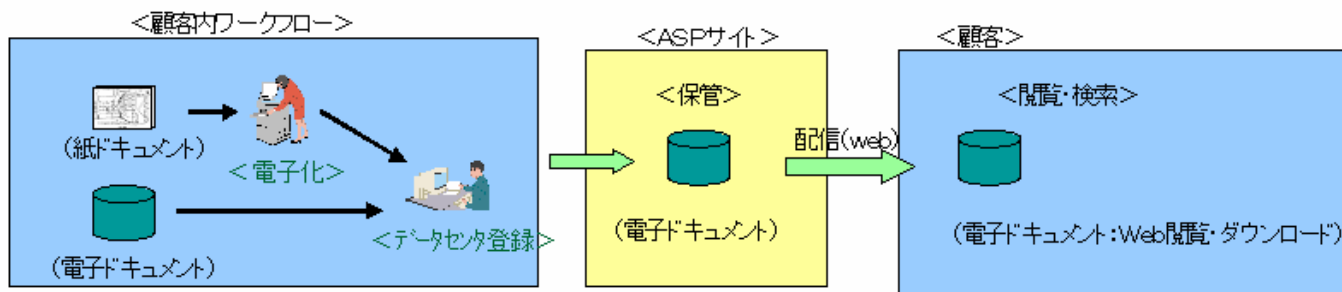 ＜顧客内ワークフロー＞
(紙ドキュメント)
＜電子化＞
(電子ドキュメント)
＜データセンタ登録＞
＜ASPサイト＞
＜保管＞
(電子ドキュメント)
配信(web)
＜顧客＞
＜閲覧・検索＞
(電子ドキュメント:Web閲覧・ダウンロード)